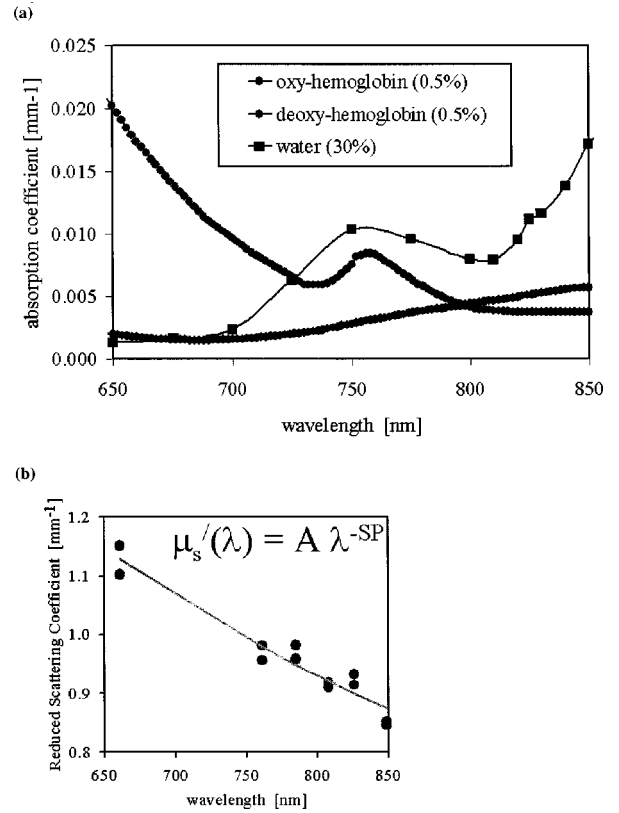 (a)
0.025
0.020
0.015
0.010
0.005
0.000
absorption coefficient [mm-1]
oxy-hemoglobin (0.5%)
deoxy-hemoglobin (0.5%)
water (30%)
650 700 750 800 850
wavelength [nm]
(b)
1.2
1.1
1.0
0.9
0.8
Reduced Scattering Coefficient [mm⁻¹]
μₛ′(λ) = A λ⁻ˢᴾ
650 700 750 800 850
wavelength [nm]